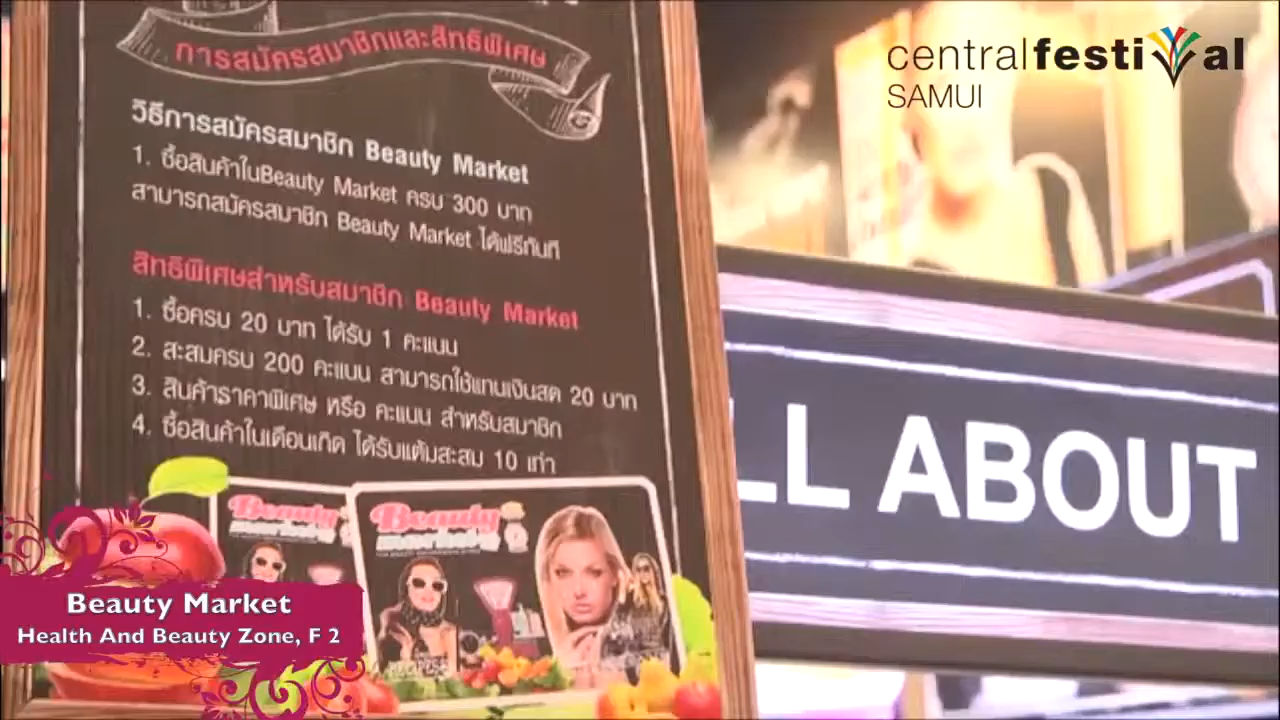 การสมัครสมาชิกและสิทธิพิเศษ
วิธีการสมัครสมาชิก Beauty Market
1. ซื้อสินค้าในBeauty Market ครบ 300 บาท
สามารถสมัครสมาชิก Beauty Market ได้ฟรีทันที
สิทธิพิเศษสำหรับสมาชิก Beauty Market
1. ซื้อครบ 20 บาท ได้รับ 1 คะแนน
2. สะสมครบ 200 คะแนน สามารถใช้แทนเงินสด 20 บาท
3. สินค้าราคาพิเศษ หรือ คะแนน สำหรับสมาชิก
4. ซื้อสินค้าในเดือนเกิด ได้รับแต้มสะสม 10 เท่า
Beauty
Beauty
market
centralfestival
SAMUI
LL ABOUT
Beauty Market
Health And Beauty Zone, F 2